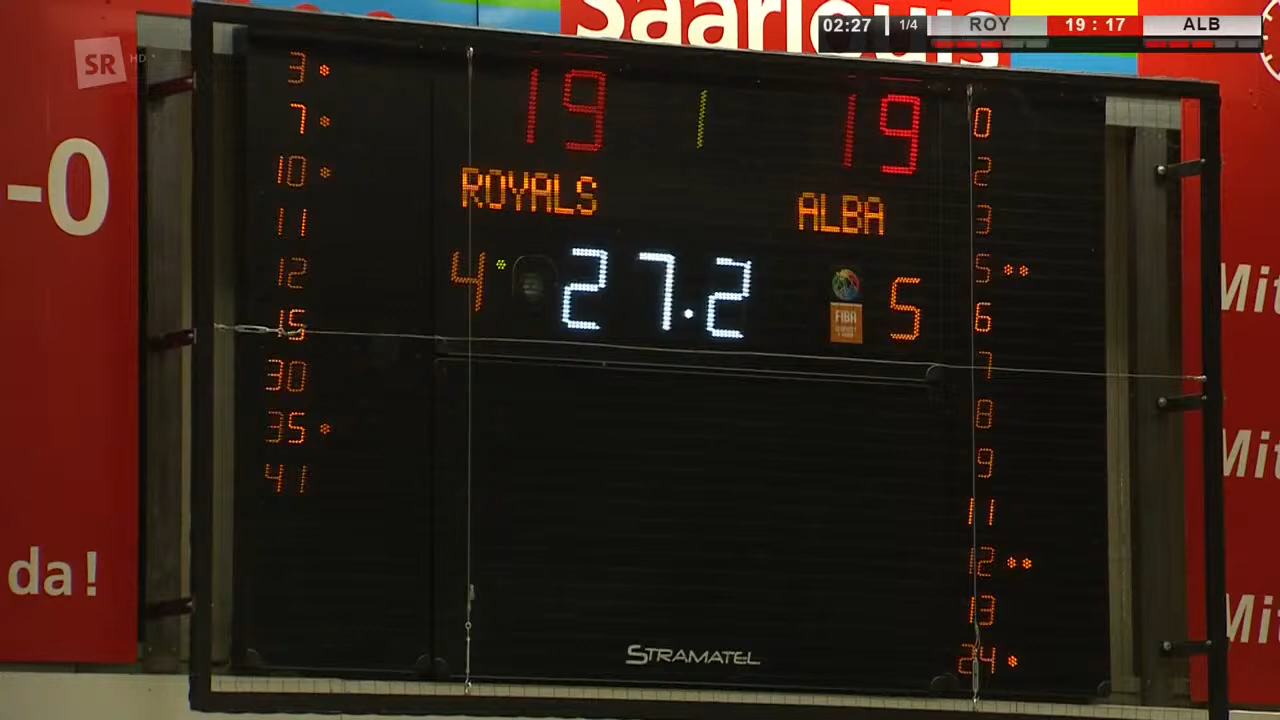 Saarlouis
02:27 1/4 ROY 19 : 17 ALB
SR HD
-0
da!
19 1 19
ROYALS ALBA
4* 27.2 5
FIBA
3*
7*
10*
11
12
15
30
35*
41
0
2
3
5**
6
7
8
9
11
12**
13
24*
STRAMATEL
Mit
Mit
Mit